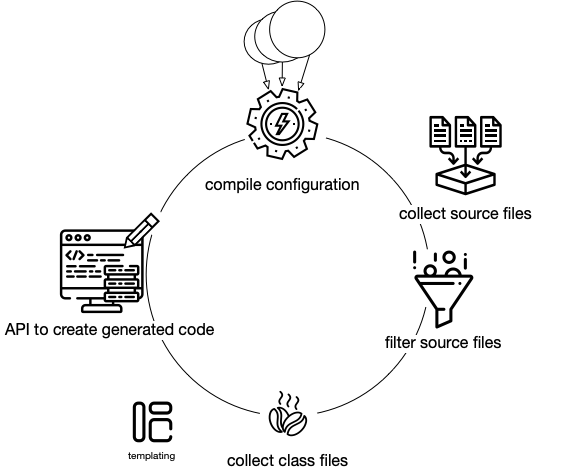 compile configuration
collect source files
</>
API to create generated code
filter source files
templating
collect class files